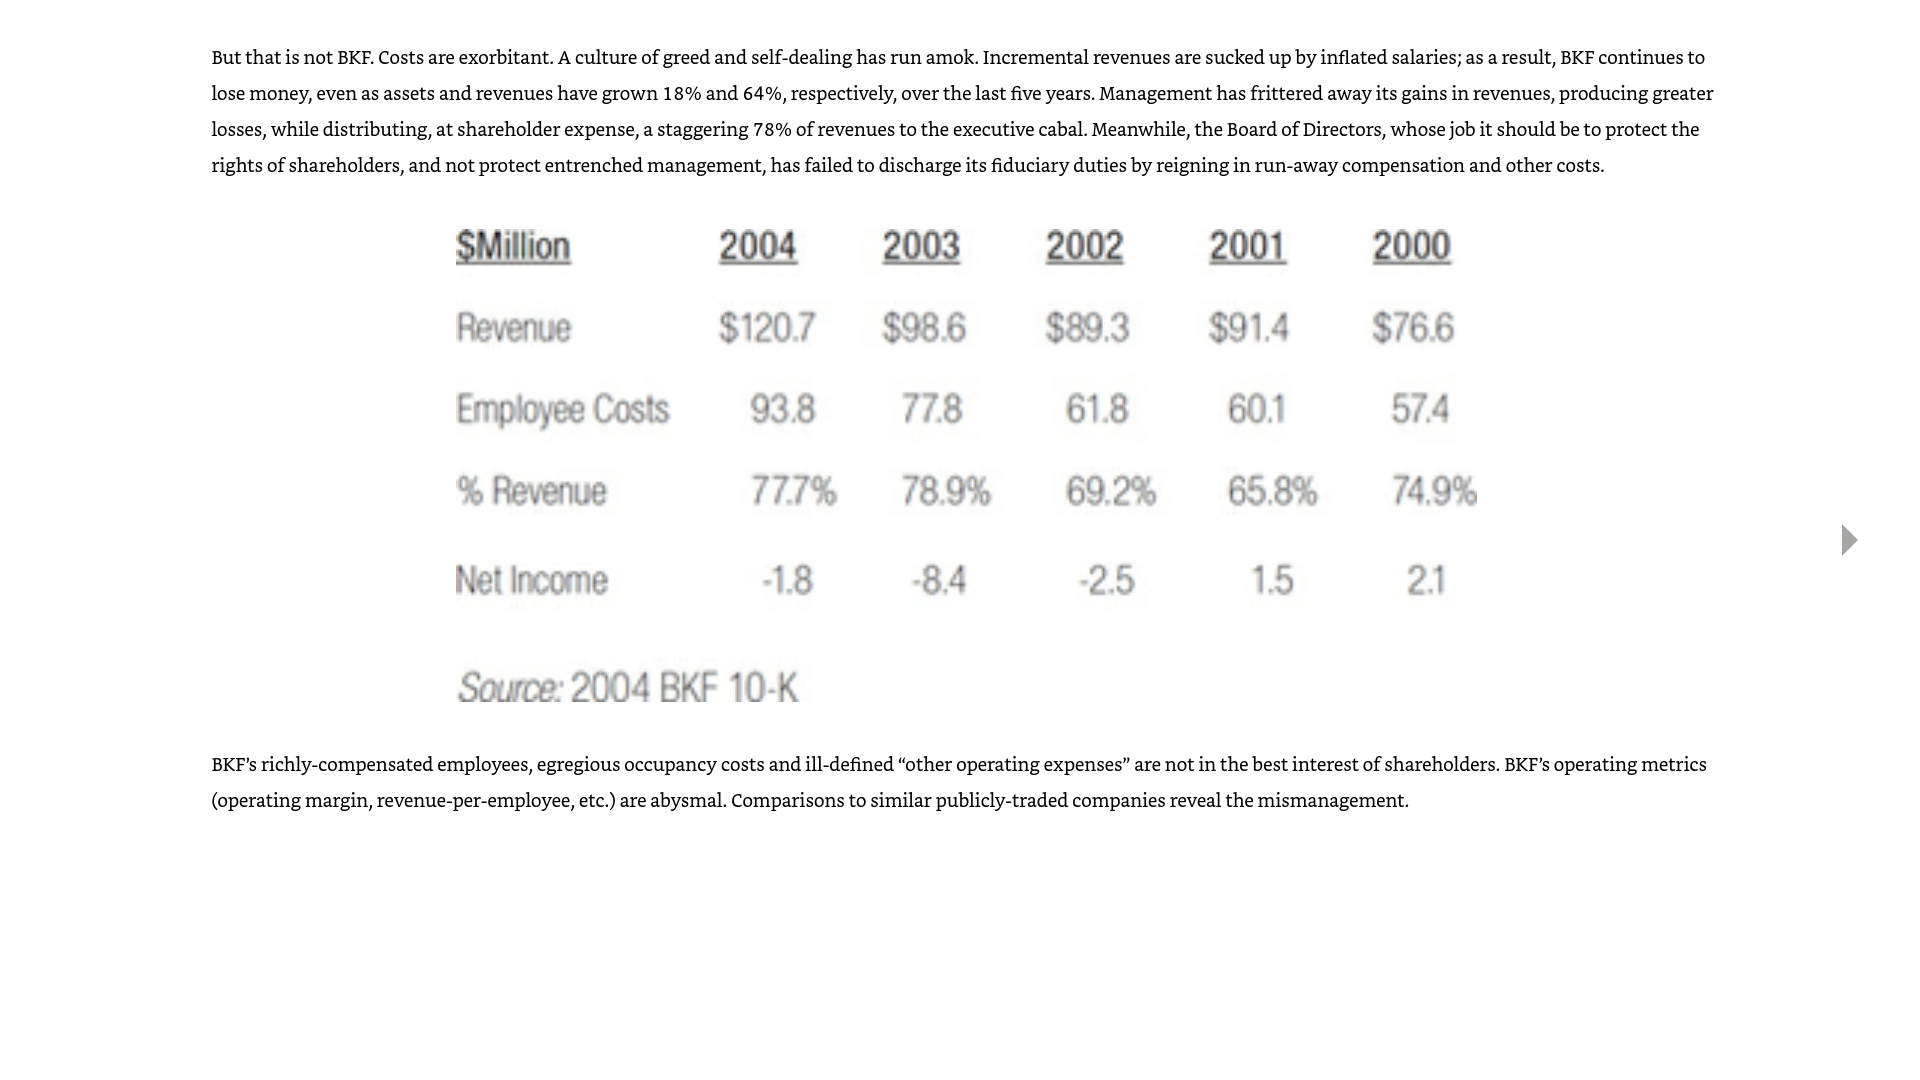 But that is not BKF. Costs are exorbitant. A culture of greed and self-dealing has run amok. Incremental revenues are sucked up by inflated salaries; as a result, BKF continues to
lose money, even as assets and revenues have grown 18% and 64%, respectively, over the last five years. Management has frittered away its gains in revenues, producing greater
losses, while distributing, at shareholder expense, a staggering 78% of revenues to the executive cabal. Meanwhile, the Board of Directors, whose job it should be to protect the
rights of shareholders, and not protect entrenched management, has failed to discharge its fiduciary duties by reigning in run-away compensation and other costs.
$Million 2004 2003 2002 2001 2000
Revenue $120.7 $98.6 $89.3 $91.4 $76.6
Employee Costs 93.8 77.8 61.8 60.1 57.4
% Revenue 77.7% 78.9% 69.2% 65.8% 74.9%
Net Income -1.8 -8.4 -2.5 1.5 2.1
Source: 2004 BKF 10-K
BKF’s richly-compensated employees, egregious occupancy costs and ill-defined “other operating expenses” are not in the best interest of shareholders. BKF’s operating metrics
(operating margin, revenue-per-employee, etc.) are abysmal. Comparisons to similar publicly-traded companies reveal the mismanagement.